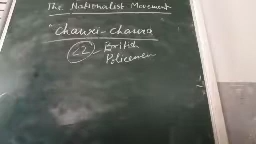 The Nationalist Movement
"Chauri-Chaura
22 - British
Policemen